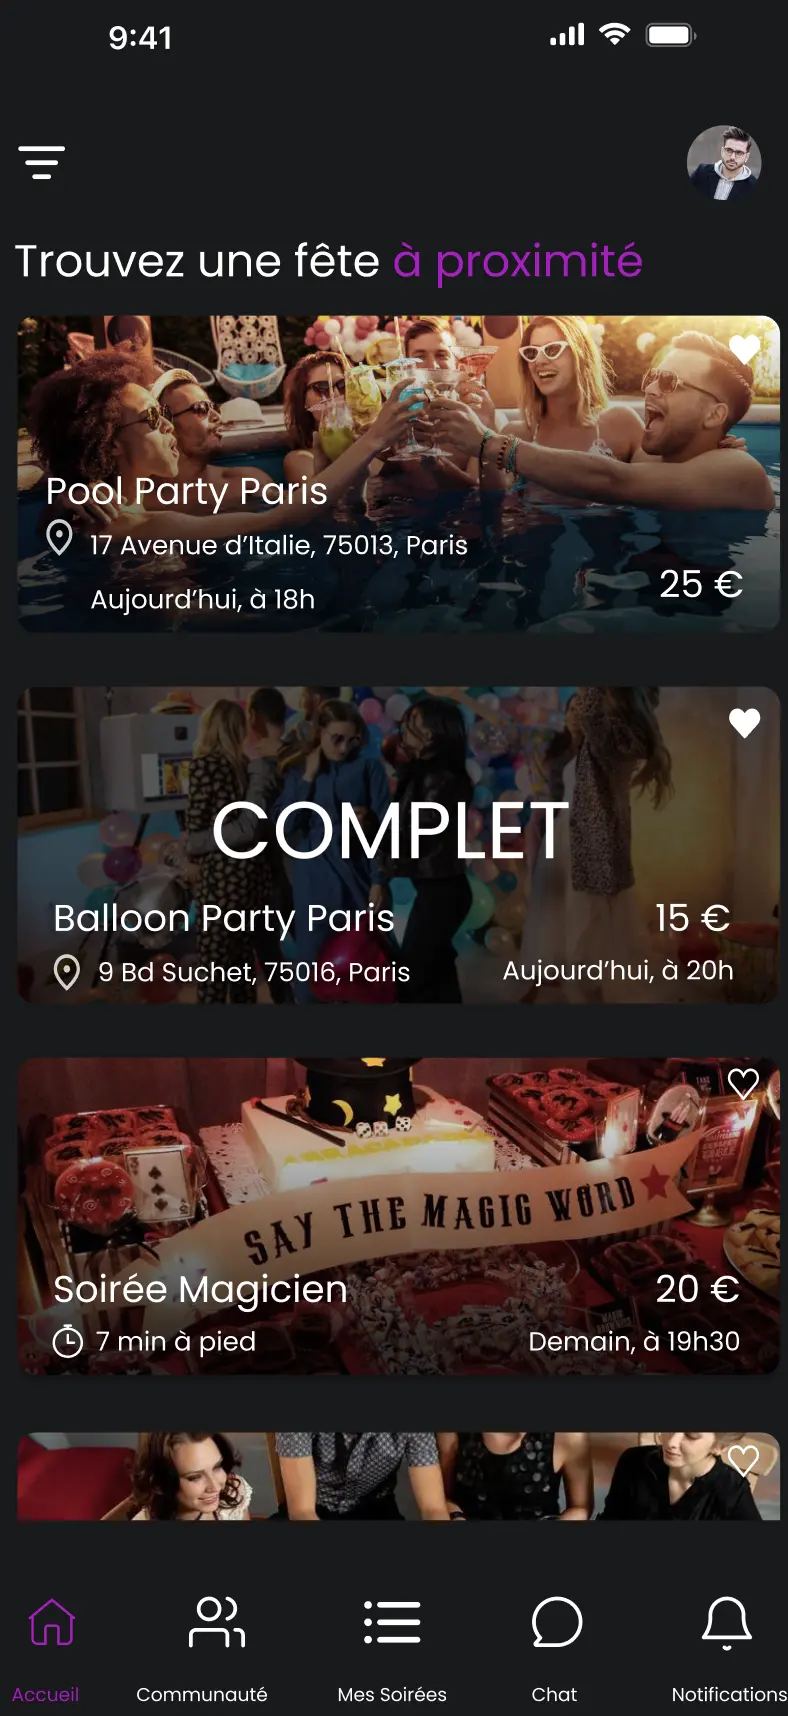 9:41
Trouvez une fête à proximité
Pool Party Paris
17 Avenue d’Italie, 75013, Paris
Aujourd’hui, à 18h
25 €
COMPLET
Balloon Party Paris
15 €
9 Bd Suchet, 75016, Paris
Aujourd’hui, à 20h
ABRACADABRA
SAY THE MAGIC WORD
Soirée Magicien
20 €
7 min à pied
Demain, à 19h30
Accueil
Communauté
Mes Soirées
Chat
Notifications